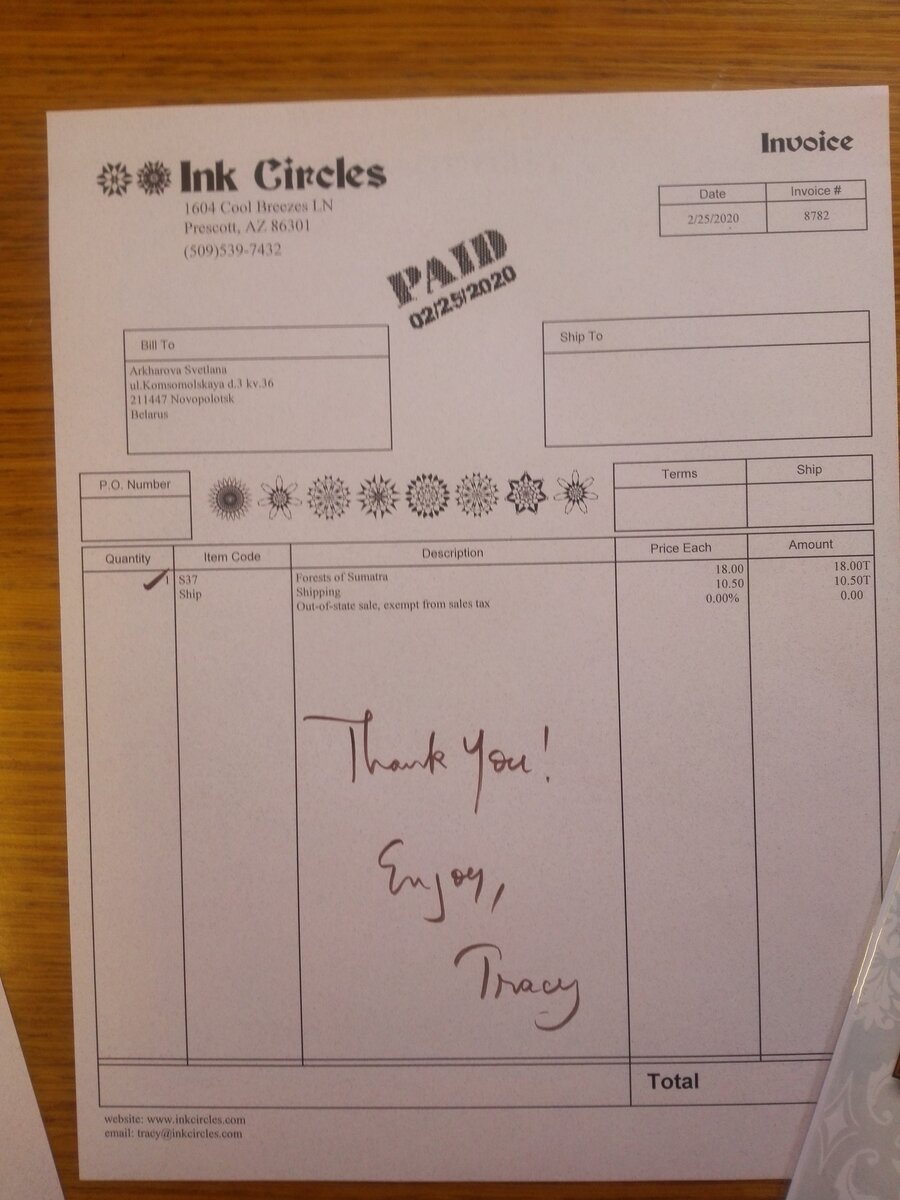 Invoice
Ink Circles
1604 Cool Breezes LN
Prescott, AZ 86301
(509)539-7432
Date Invoice #
2/25/2020 8782
PAID
02/25/2020
Bill To
Arkharova Svetlana
ul.Komsomolskaya d.3 kv.36
211447 Novopolotsk
Belarus
Ship To
P.O. Number
Terms Ship
Quantity Item Code Description Price Each Amount
1 S37 Forests of Sumatra 18.00 18.00T
Ship Shipping 10.50 10.50T
Out-of-state sale, exempt from sales tax 0.00% 0.00
Thank You!
Enjoy,
Tracy
Total
website: www.inkcircles.com
email: tracy@inkcircles.com